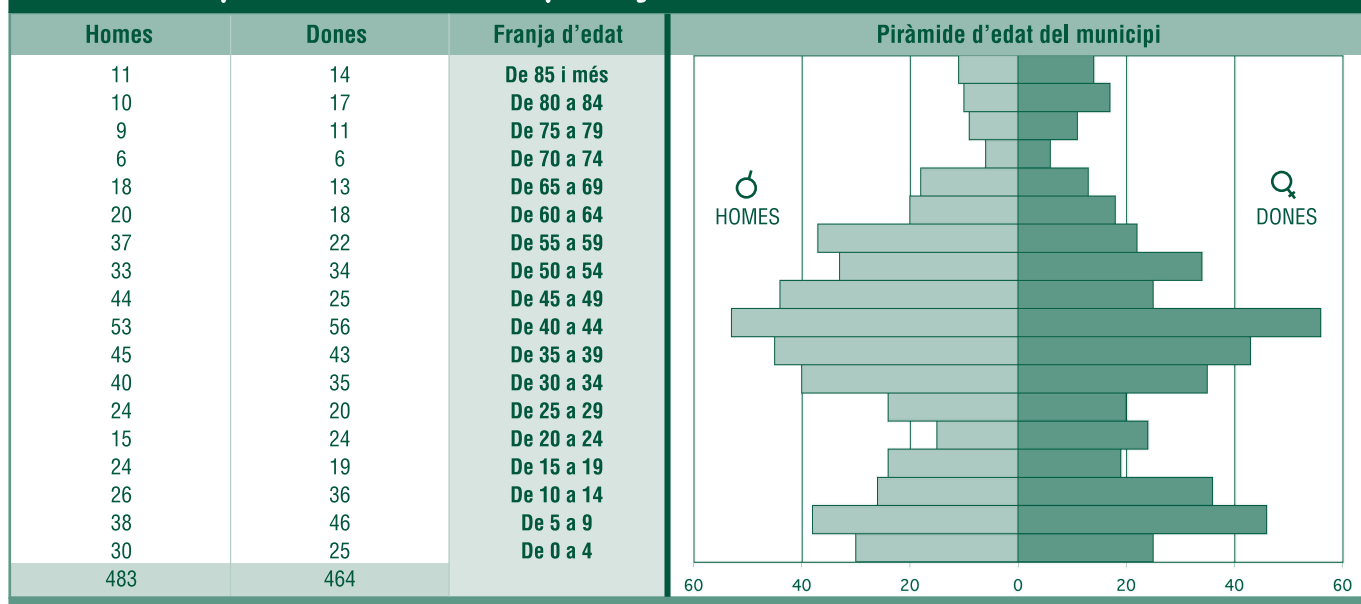 Homes Dones Franja d'edat Piràmide d'edat del municipi
11 14 De 85 i més
10 17 De 80 a 84
9 11 De 75 a 79
6 6 De 70 a 74
18 13 De 65 a 69
20 18 De 60 a 64
37 22 De 55 a 59
33 34 De 50 a 54
44 25 De 45 a 49
53 56 De 40 a 44
45 43 De 35 a 39
40 35 De 30 a 34
24 20 De 25 a 29
15 24 De 20 a 24
24 19 De 15 a 19
26 36 De 10 a 14
38 46 De 5 a 9
30 25 De 0 a 4
483 464
HOMES DONES
60 40 20 0 20 40 60